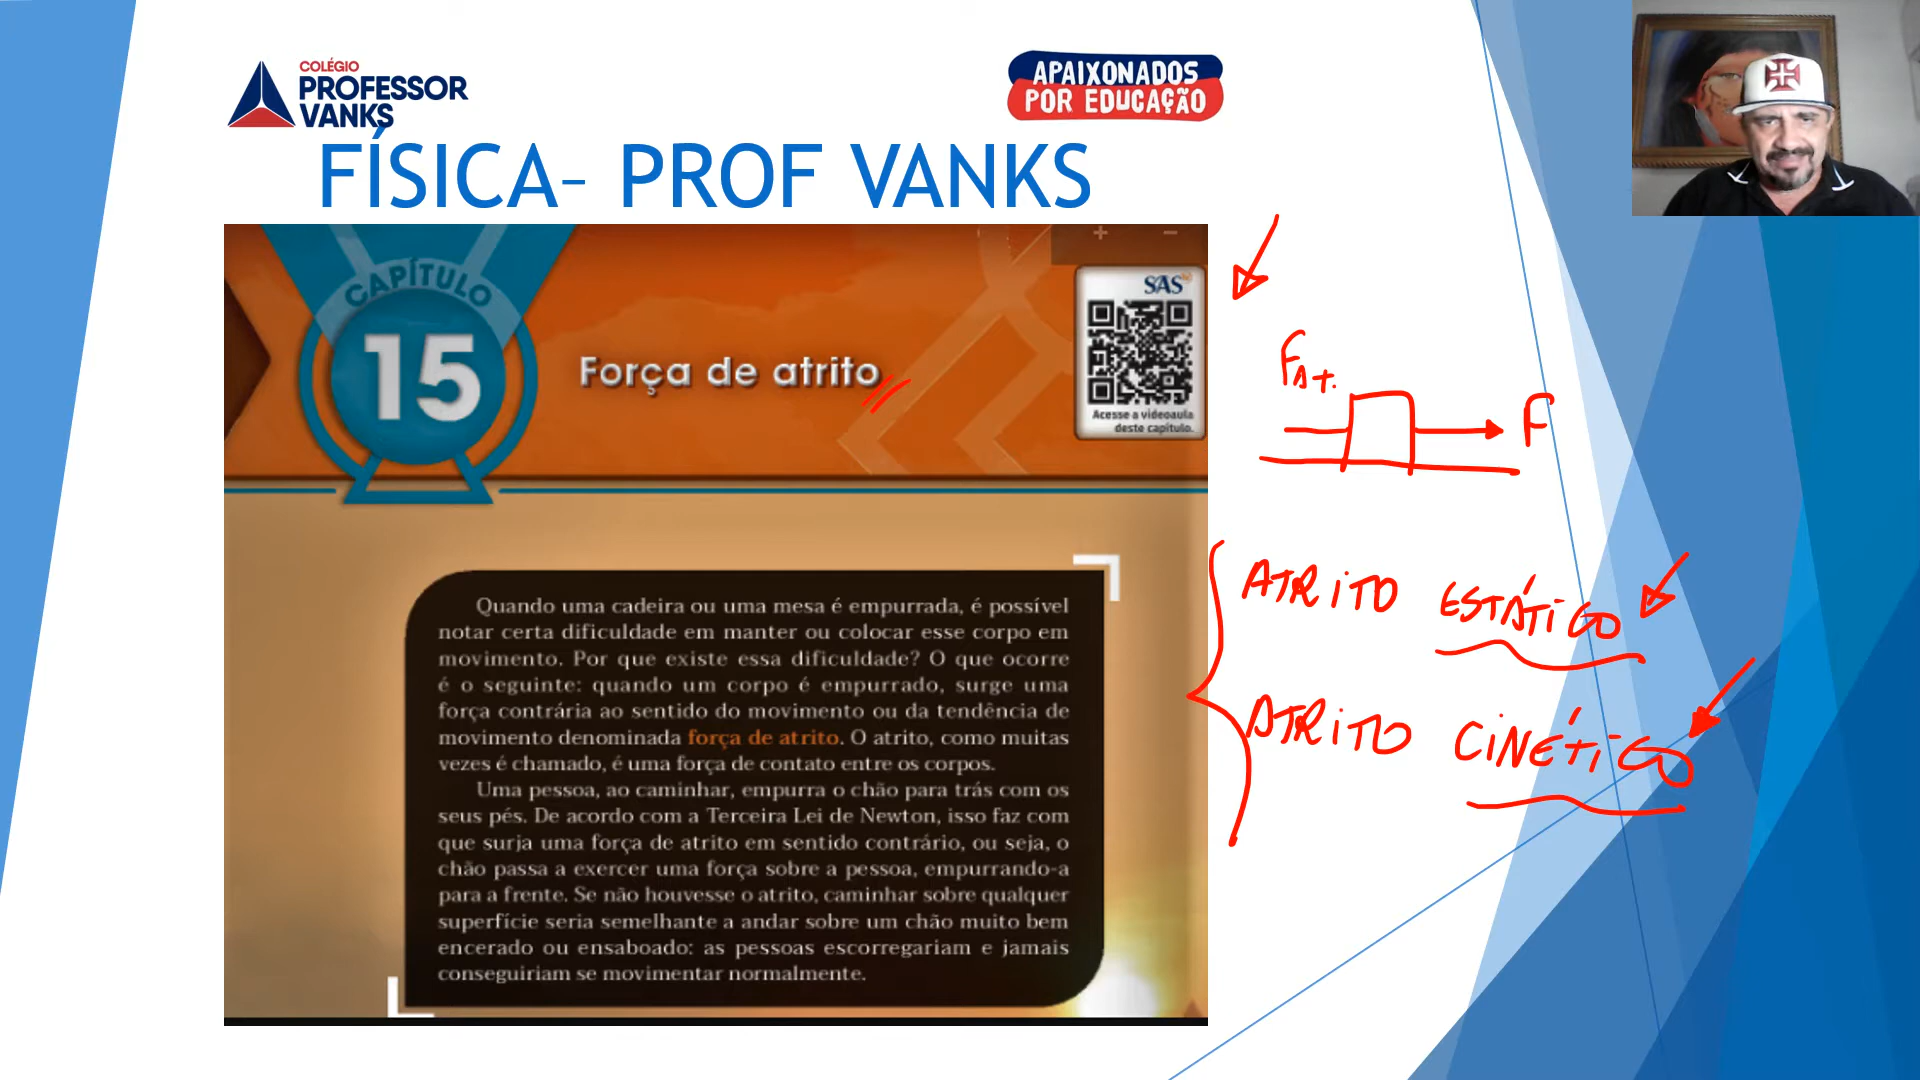 COLÉGIO
PROFESSOR
VANKS
APAIXONADOS
POR EDUCAÇÃO
FÍSICA– PROF VANKS
CAPÍTULO
15
Força de atrito
SAS
Acesse a videoaula
deste capítulo.
Quando uma cadeira ou uma mesa é empurrada, é possível
notar certa dificuldade em manter ou colocar esse corpo em
movimento. Por que existe essa dificuldade? O que ocorre
é o seguinte: quando um corpo é empurrado, surge uma
força contrária ao sentido do movimento ou da tendência de
movimento denominada força de atrito. O atrito, como muitas
vezes é chamado, é uma força de contato entre os corpos.
Uma pessoa, ao caminhar, empurra o chão para trás com os
seus pés. De acordo com a Terceira Lei de Newton, isso faz com
que surja uma força de atrito em sentido contrário, ou seja, o
chão passa a exercer uma força sobre a pessoa, empurrando-a
para a frente. Se não houvesse o atrito, caminhar sobre qualquer
superfície seria semelhante a andar sobre um chão muito bem
encerado ou ensaboado: as pessoas escorregariam e jamais
conseguiriam se movimentar normalmente.
FAt.
F
ATRITO ESTÁTICO
ATRITO CINÉTICO